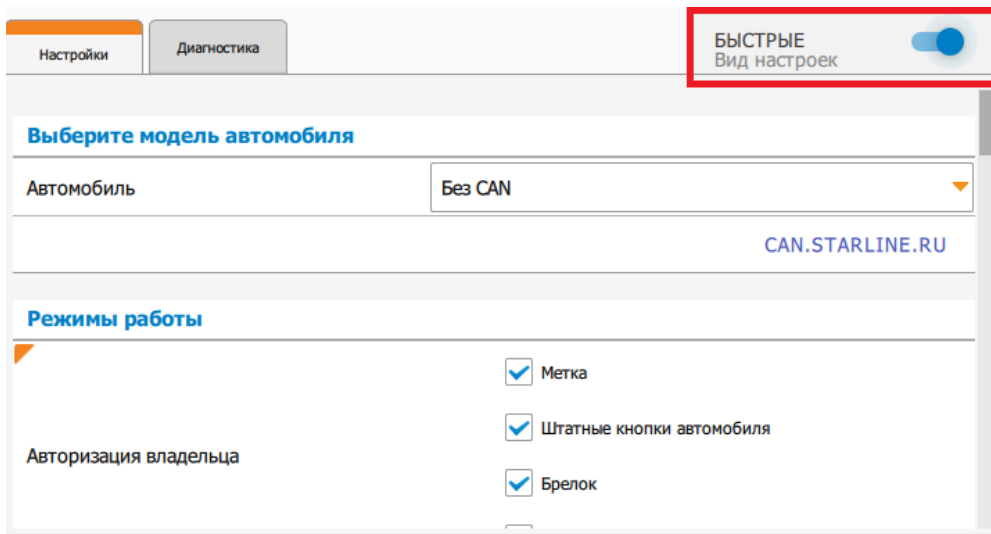 Настройки
Диагностика
БЫСТРЫЕ
Вид настроек
Выберите модель автомобиля
Автомобиль
Без CAN
CAN.STARLINE.RU
Режимы работы
Метка
Штатные кнопки автомобиля
Авторизация владельца
Брелок